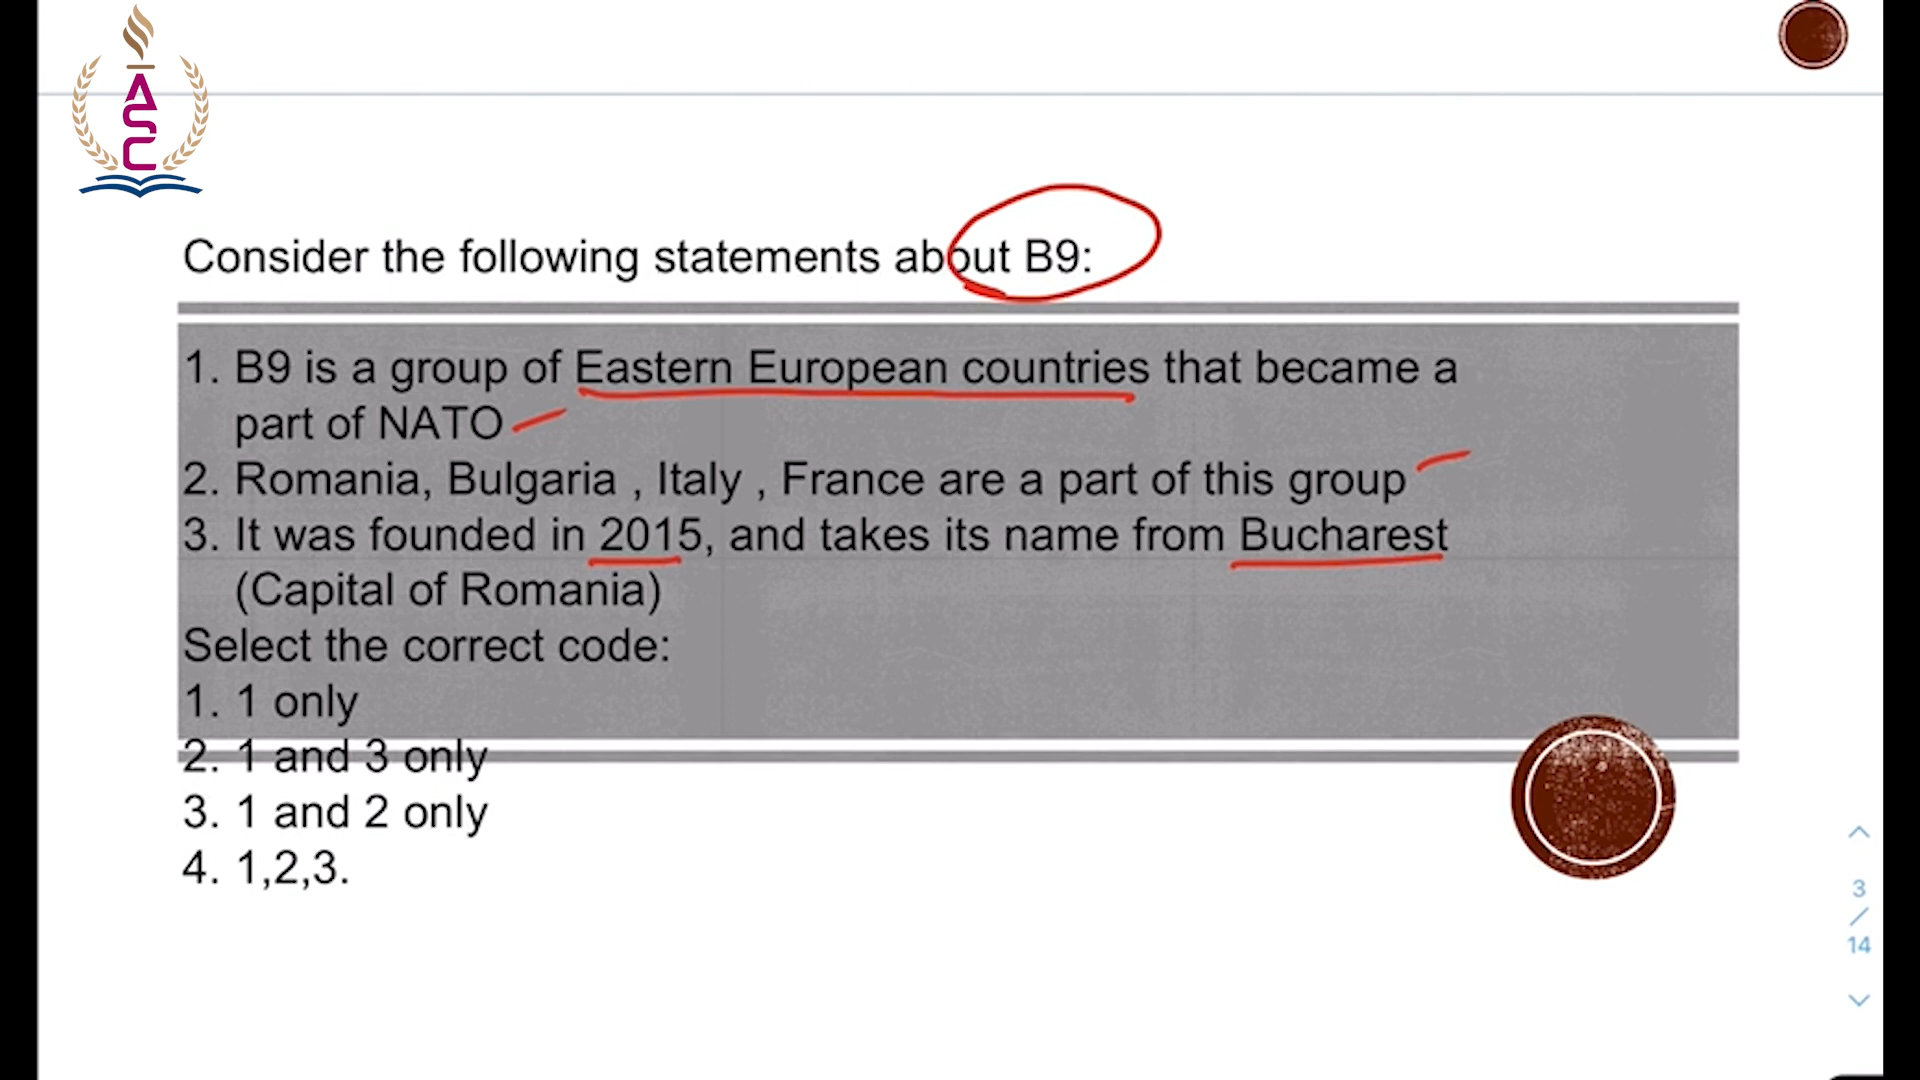 ASC
Consider the following statements about B9:
1. B9 is a group of Eastern European countries that became a
part of NATO
2. Romania, Bulgaria , Italy , France are a part of this group
3. It was founded in 2015, and takes its name from Bucharest
(Capital of Romania)
Select the correct code:
1. 1 only
2. 1 and 3 only
3. 1 and 2 only
4. 1,2,3.
3
/
14